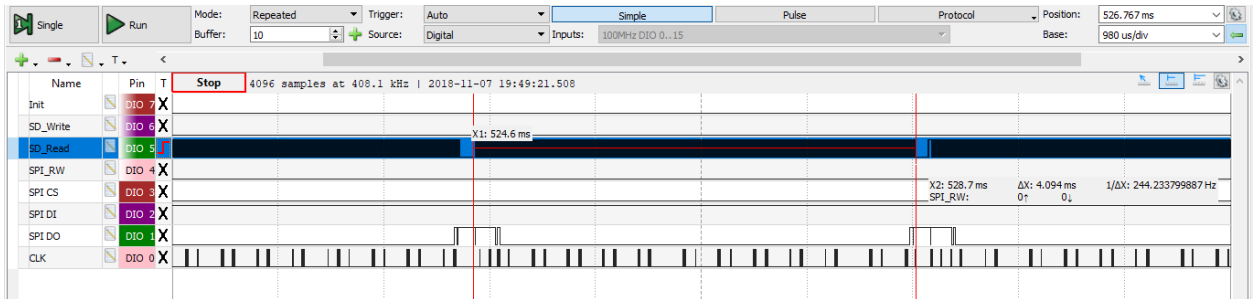 Single
Run
Mode: Repeated Trigger: Auto Simple Pulse Protocol Position: 526.767 ms
Buffer: 10 Source: Digital Inputs: 100MHz DIO 0..15 Base: 980 us/div
T
Name Pin T Stop 4096 samples at 408.1 kHz | 2018-11-07 19:49:21.508
Init DIO 7 X
SD_Write DIO 6 X
X1: 524.6 ms
SD_Read DIO 5
SPI_RW DIO 4 X
SPI CS DIO 3 X X2: 528.7 ms ΔX: 4.094 ms 1/ΔX: 244.233799887 Hz
SPI_RW: 0↑ 0↓
SPI DI DIO 2 X
SPI DO DIO 1 X
CLK DIO 0 X